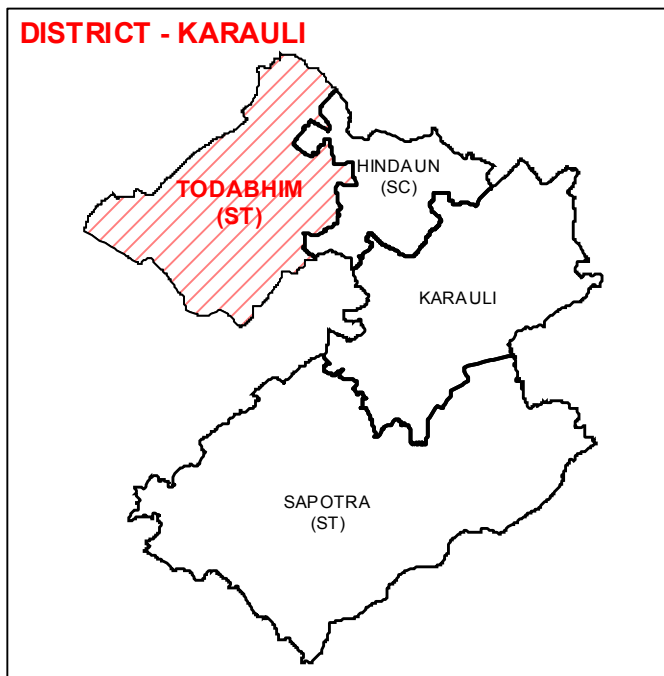 DISTRICT - KARAULI
HINDAUN
(SC)
TODABHIM
(ST)
KARAULI
SAPOTRA
(ST)